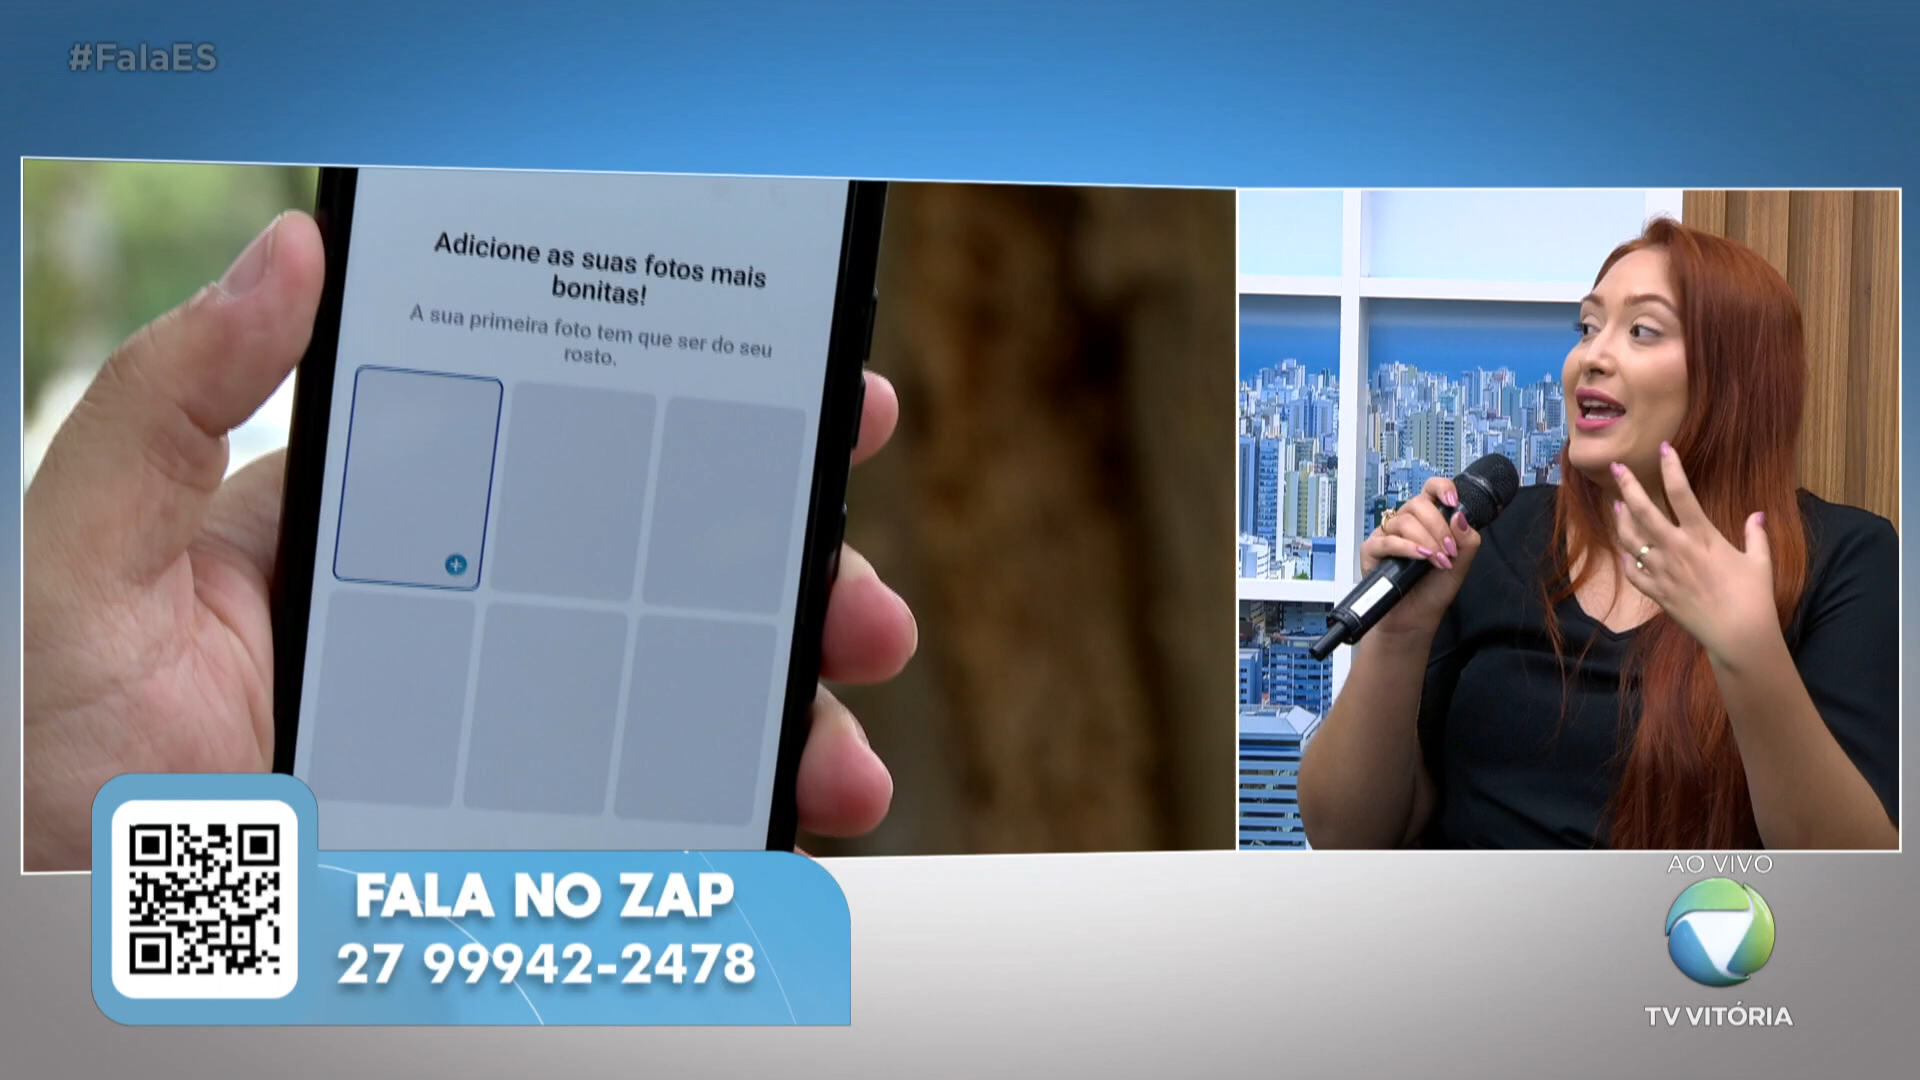 #FalaES
Adicione as suas fotos mais
bonitas!
A sua primeira foto tem que ser do seu
rosto.
FALA NO ZAP
27 99942-2478
AO VIVO
TV VITÓRIA